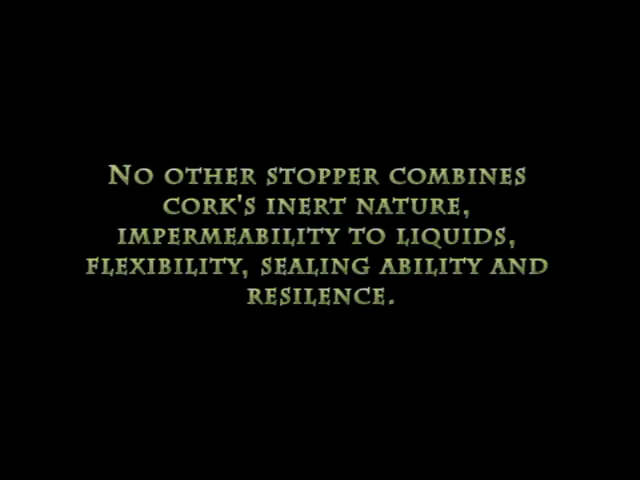 No other stopper combines
cork's inert nature,
impermeability to liquids,
flexibility, sealing ability and
resilence.